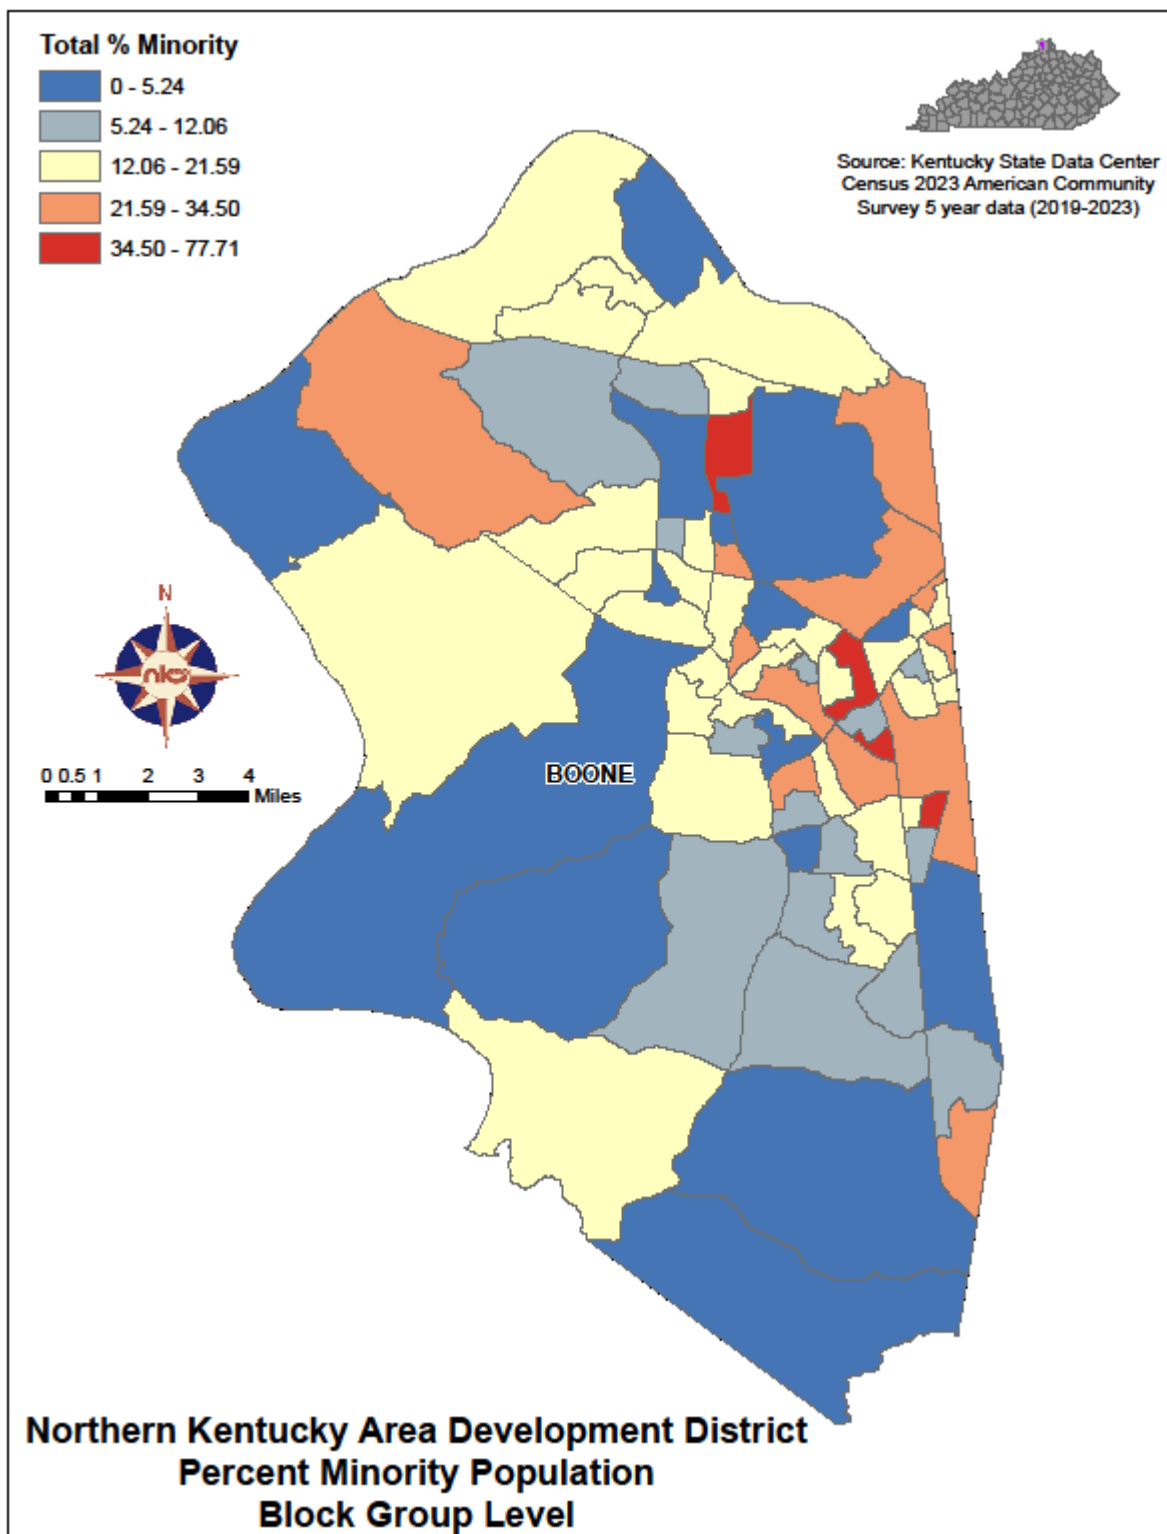 Total % Minority
0 - 5.24
5.24 - 12.06
12.06 - 21.59
21.59 - 34.50
34.50 - 77.71
Source: Kentucky State Data Center
Census 2023 American Community
Survey 5 year data (2019-2023)
N
0 0.5 1 2 3 4
Miles
BOONE
Northern Kentucky Area Development District
Percent Minority Population
Block Group Level